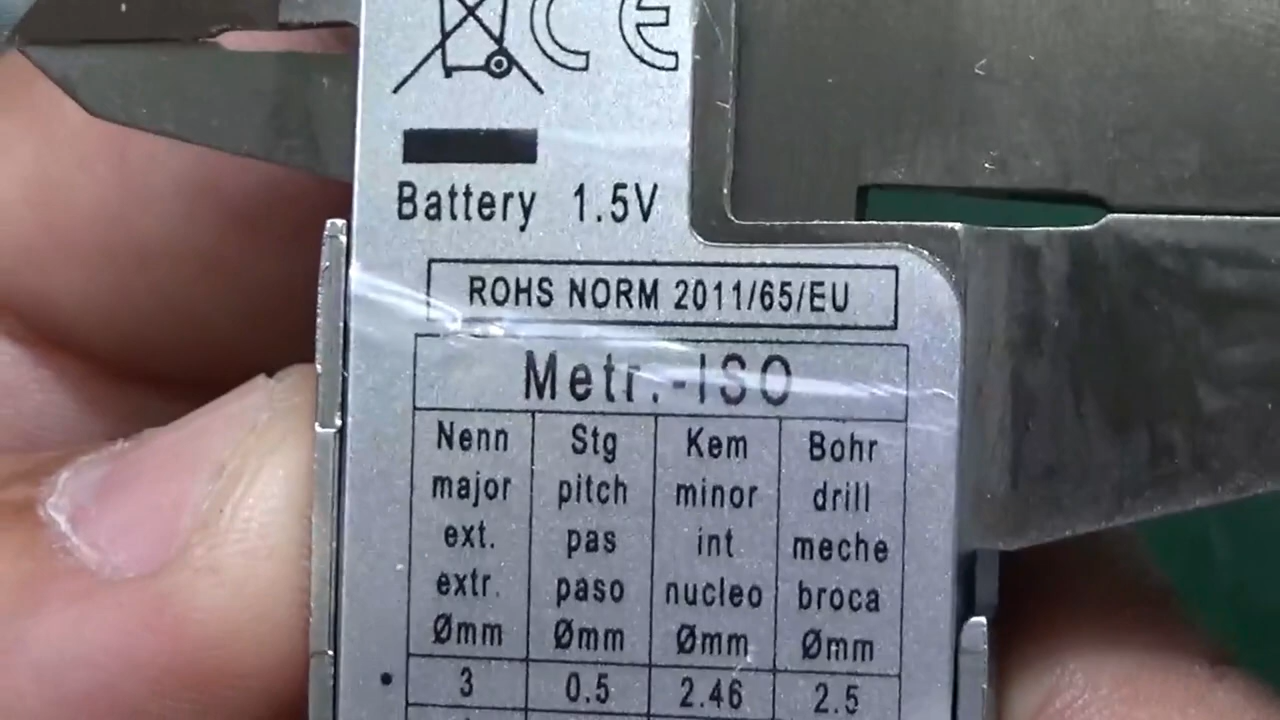 CE
Battery 1.5V
ROHS NORM 2011/65/EU
Metr.-ISO
Nenn Stg Kem Bohr
major pitch minor drill
ext. pas int meche
extr. paso nucleo broca
Ømm Ømm Ømm Ømm
• 3 0.5 2.46 2.5